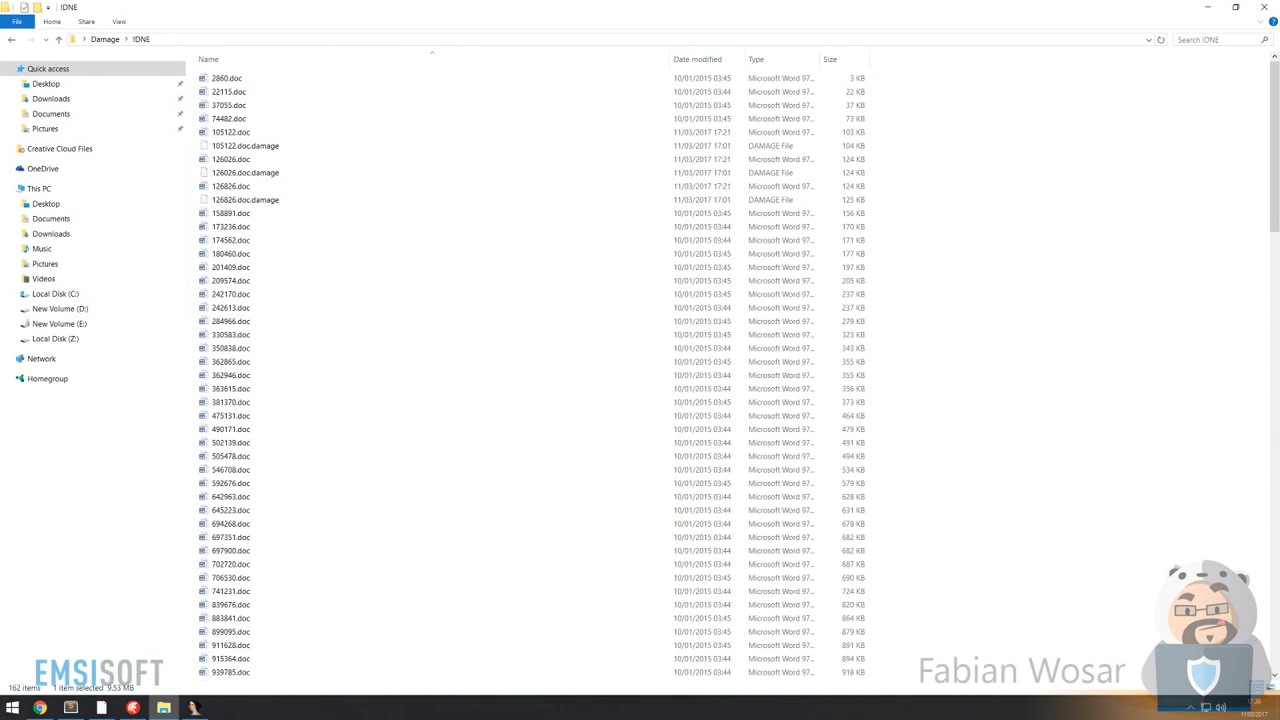 !DNE
File Home Share View
Damage !DNE Search !DNE
Name Date modified Type Size
Quick access
Desktop
Downloads
Documents
Pictures
Creative Cloud Files
OneDrive
This PC
Desktop
Documents
Downloads
Music
Pictures
Videos
Local Disk (C:)
New Volume (D:)
New Volume (E:)
Local Disk (Z:)
Network
Homegroup
2860.doc 10/01/2015 03:45 Microsoft Word 97... 3 KB
22115.doc 10/01/2015 03:44 Microsoft Word 97... 22 KB
37055.doc 10/01/2015 03:45 Microsoft Word 97... 37 KB
74482.doc 10/01/2015 03:44 Microsoft Word 97... 73 KB
105122.doc 11/03/2017 17:21 Microsoft Word 97... 103 KB
105122.doc.damage 11/03/2017 17:01 DAMAGE File 104 KB
126026.doc 11/03/2017 17:21 Microsoft Word 97... 124 KB
126026.doc.damage 11/03/2017 17:01 DAMAGE File 124 KB
126826.doc 11/03/2017 17:21 Microsoft Word 97... 124 KB
126826.doc.damage 11/03/2017 17:01 DAMAGE File 125 KB
158891.doc 10/01/2015 03:45 Microsoft Word 97... 156 KB
173236.doc 10/01/2015 03:44 Microsoft Word 97... 170 KB
174562.doc 10/01/2015 03:44 Microsoft Word 97... 171 KB
180460.doc 10/01/2015 03:44 Microsoft Word 97... 177 KB
201409.doc 10/01/2015 03:45 Microsoft Word 97... 197 KB
209574.doc 10/01/2015 03:44 Microsoft Word 97... 205 KB
242170.doc 10/01/2015 03:44 Microsoft Word 97... 237 KB
242613.doc 10/01/2015 03:44 Microsoft Word 97... 237 KB
284966.doc 10/01/2015 03:44 Microsoft Word 97... 279 KB
330583.doc 10/01/2015 03:44 Microsoft Word 97... 323 KB
350838.doc 10/01/2015 03:44 Microsoft Word 97... 343 KB
362865.doc 10/01/2015 03:45 Microsoft Word 97... 355 KB
362946.doc 10/01/2015 03:44 Microsoft Word 97... 355 KB
363615.doc 10/01/2015 03:44 Microsoft Word 97... 356 KB
381370.doc 10/01/2015 03:45 Microsoft Word 97... 373 KB
475131.doc 10/01/2015 03:44 Microsoft Word 97... 464 KB
490171.doc 10/01/2015 03:44 Microsoft Word 97... 479 KB
502139.doc 10/01/2015 03:44 Microsoft Word 97... 491 KB
505478.doc 10/01/2015 03:44 Microsoft Word 97... 494 KB
546708.doc 10/01/2015 03:44 Microsoft Word 97... 534 KB
592676.doc 10/01/2015 03:45 Microsoft Word 97... 579 KB
642963.doc 10/01/2015 03:44 Microsoft Word 97... 628 KB
645223.doc 10/01/2015 03:44 Microsoft Word 97... 631 KB
694268.doc 10/01/2015 03:44 Microsoft Word 97... 678 KB
697351.doc 10/01/2015 03:44 Microsoft Word 97... 682 KB
697900.doc 10/01/2015 03:44 Microsoft Word 97... 682 KB
702720.doc 10/01/2015 03:44 Microsoft Word 97... 687 KB
706530.doc 10/01/2015 03:45 Microsoft Word 97... 690 KB
741231.doc 10/01/2015 03:44 Microsoft Word 97... 724 KB
839676.doc 10/01/2015 03:44 Microsoft Word 97... 820 KB
883841.doc 10/01/2015 03:45 Microsoft Word 97... 864 KB
899095.doc 10/01/2015 03:44 Microsoft Word 97... 879 KB
911628.doc 10/01/2015 03:45 Microsoft Word 97... 891 KB
915364.doc 10/01/2015 03:44 Microsoft Word 97... 894 KB
939785.doc 10/01/2015 03:44 Microsoft Word 97... 918 KB
EMSISOFT
Fabian Wosar
162 items 1 item selected 9.53 MB
17:30
11/03/2017